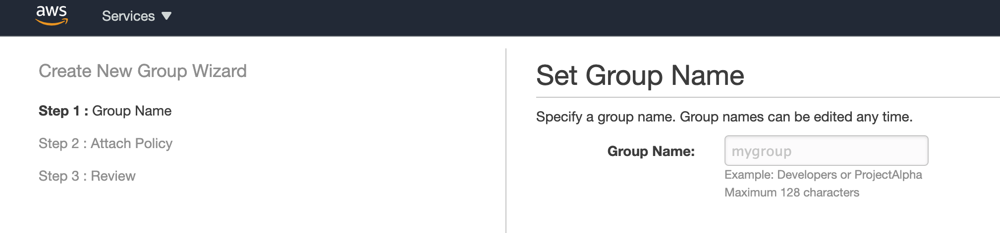 aws
Services
Create New Group Wizard
Step 1 : Group Name
Step 2 : Attach Policy
Step 3 : Review
Set Group Name
Specify a group name. Group names can be edited any time.
Group Name:
mygroup
Example: Developers or ProjectAlpha
Maximum 128 characters